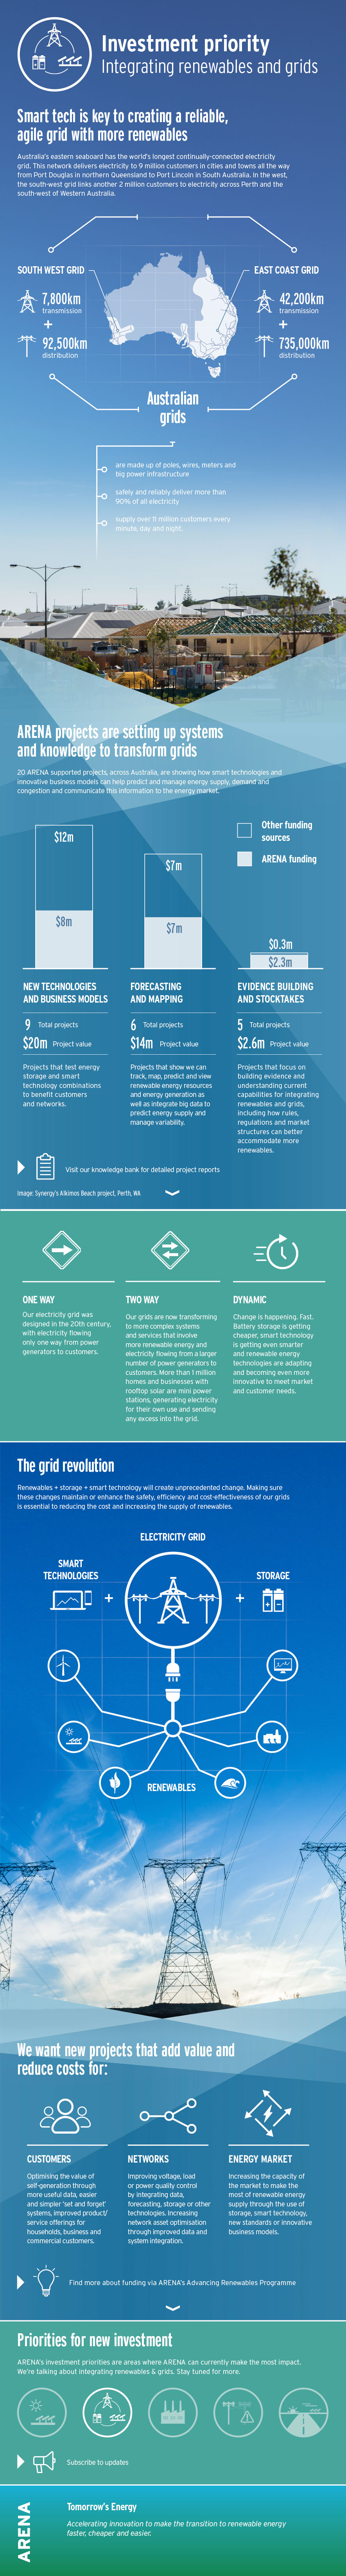 Investment priority
Integrating renewables and grids
Smart tech is key to creating a reliable,
agile grid with more renewables
Australia's eastern seaboard has the world's longest continually-connected electricity
grid. This network delivers electricity to 9 million customers in cities and towns all the way
from Port Douglas in northern Queensland to Port Lincoln in South Australia. In the west,
the south-west grid links another 2 million customers to electricity across Perth and the
south-west of Western Australia.
SOUTH WEST GRID
7,800km
transmission
+
92,500km
distribution
EAST COAST GRID
42,200km
transmission
+
735,000km
distribution
Australian
grids
are made up of poles, wires, meters and
big power infrastructure
safely and reliably deliver more than
90% of all electricity
supply over 11 million customers every
minute, day and night.
ARENA projects are setting up systems
and knowledge to transform grids
20 ARENA supported projects, across Australia, are showing how smart technologies and
innovative business models can help predict and manage energy supply, demand and
congestion and communicate this information to the energy market.
Other funding
sources
ARENA funding
$12m
$8m
$7m
$7m
$0.3m
$2.3m
NEW TECHNOLOGIES
AND BUSINESS MODELS
9 Total projects
$20m Project value
Projects that test energy
storage and smart
technology combinations
to benefit customers
and networks.
FORECASTING
AND MAPPING
6 Total projects
$14m Project value
Projects that show we can
track, map, predict and view
renewable energy resources
and energy generation as
well as integrate big data to
predict energy supply and
manage variability.
EVIDENCE BUILDING
AND STOCKTAKES
5 Total projects
$2.6m Project value
Projects that focus on
building evidence and
understanding current
capabilities for integrating
renewables and grids,
including how rules,
regulations and market
structures can better
accommodate more
renewables.
Visit our knowledge bank for detailed project reports
Image: Synergy's Alkimos Beach project, Perth, WA
ONE WAY
Our electricity grid was
designed in the 20th century,
with electricity flowing
only one way from power
generators to customers.
TWO WAY
Our grids are now transforming
to more complex systems
and services that involve
more renewable energy and
electricity flowing from a larger
number of power generators to
customers. More than 1 million
homes and businesses with
rooftop solar are mini power
stations, generating electricity
for their own use and sending
any excess into the grid.
DYNAMIC
Change is happening. Fast.
Battery storage is getting
cheaper, smart technology
is getting even smarter
and renewable energy
technologies are adapting
and becoming even more
innovative to meet market
and customer needs.
The grid revolution
Renewables + storage + smart technology will create unprecedented change. Making sure
these changes maintain or enhance the safety, efficiency and cost-effectiveness of our grids
is essential to reducing the cost and increasing the supply of renewables.
ELECTRICITY GRID
SMART
TECHNOLOGIES
+
+
STORAGE
RENEWABLES
We want new projects that add value and
reduce costs for:
CUSTOMERS
Optimising the value of
self-generation through
more useful data, easier
and simpler 'set and forget'
systems, improved product/
service offerings for
households, business and
commercial customers.
NETWORKS
Improving voltage, load
or power quality control
by integrating data,
forecasting, storage or other
technologies. Increasing
network asset optimisation
through improved data and
system integration.
ENERGY MARKET
Increasing the capacity of
the market to make the
most of renewable energy
supply through the use of
storage, smart technology,
new standards or innovative
business models.
Find more about funding via ARENA's Advancing Renewables Programme
Priorities for new investment
ARENA's investment priorities are areas where ARENA can currently make the most impact.
We're talking about integrating renewables & grids. Stay tuned for more.
Subscribe to updates
ARENA
Tomorrow's Energy
Accelerating innovation to make the transition to renewable energy
faster, cheaper and easier.